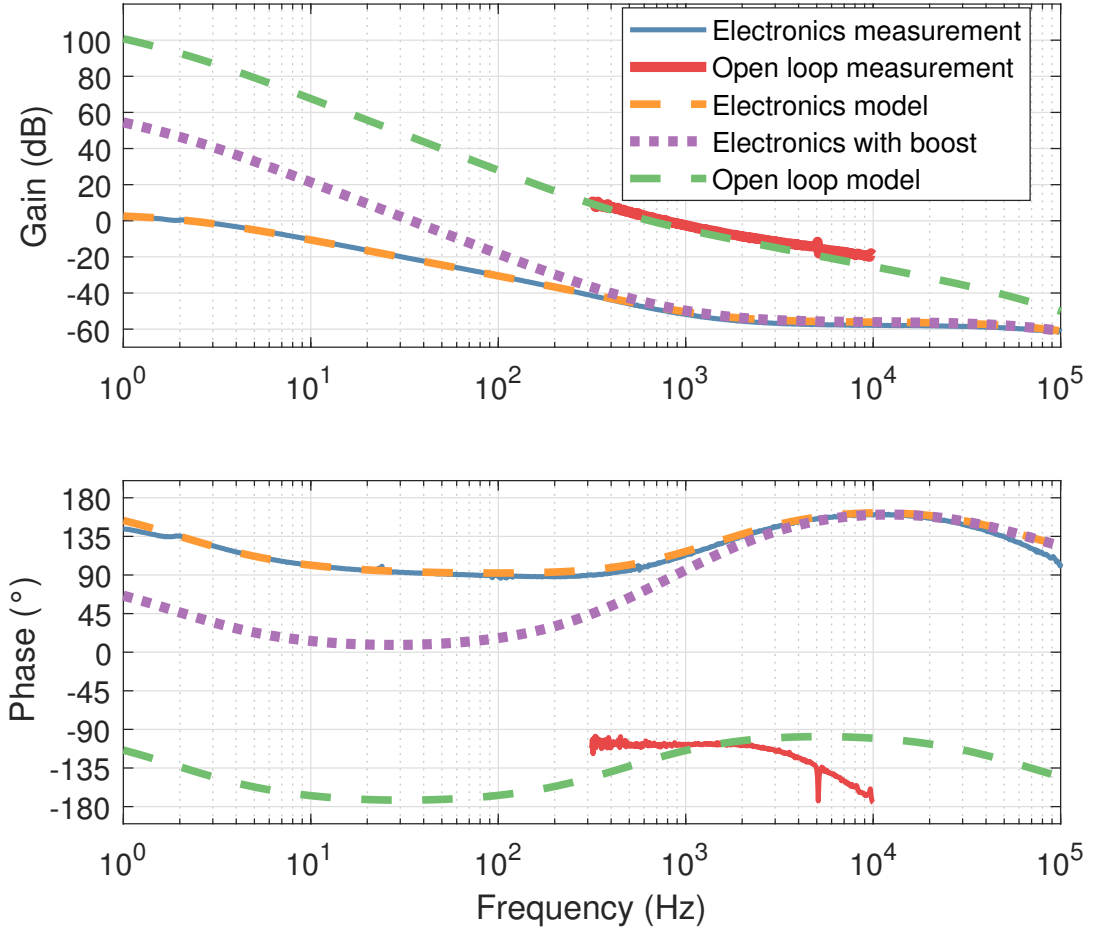 Gain (dB)
100
80
60
40
20
0
-20
-40
-60
Electronics measurement
Open loop measurement
Electronics model
Electronics with boost
Open loop model
10^0 10^1 10^2 10^3 10^4 10^5
Phase (°)
180
135
90
45
0
-45
-90
-135
-180
10^0 10^1 10^2 10^3 10^4 10^5
Frequency (Hz)